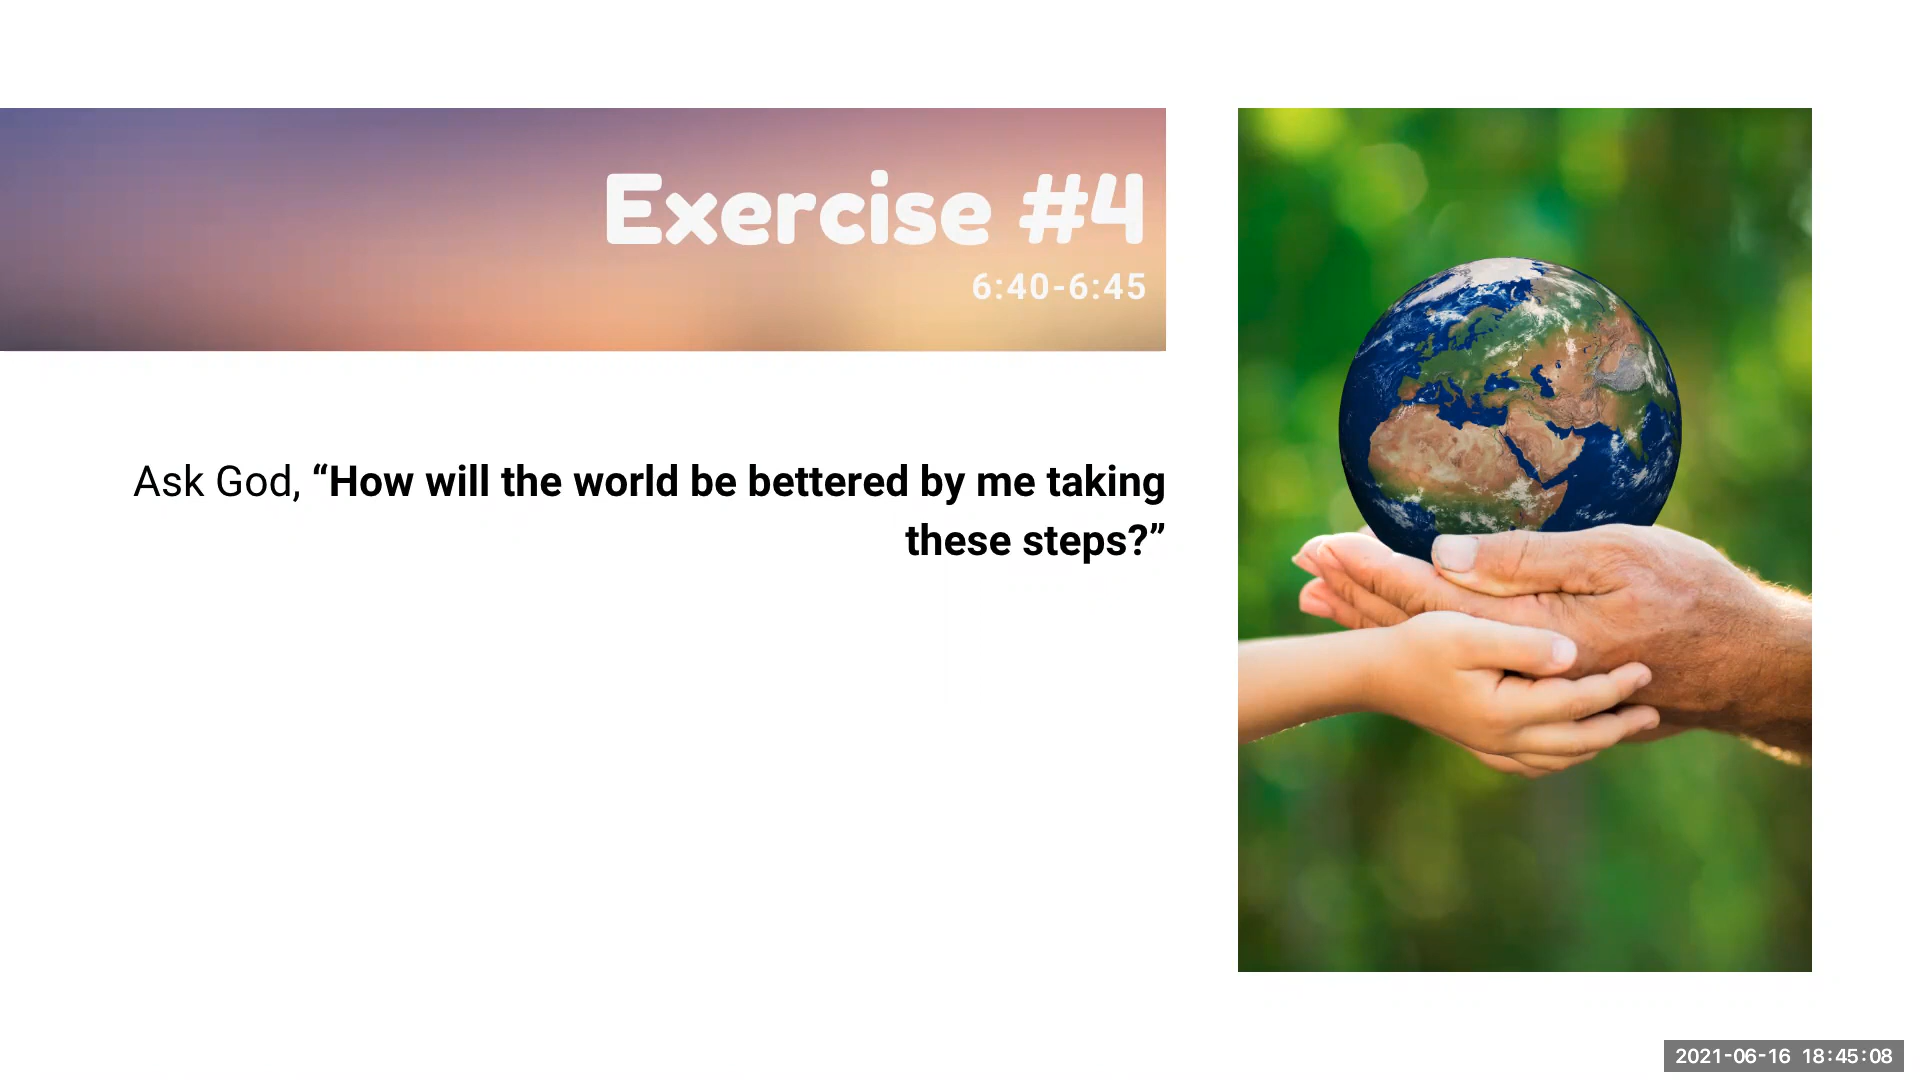 Exercise #4
6:40-6:45
Ask God, “How will the world be bettered by me taking
these steps?”
2021-06-16 18:45:08